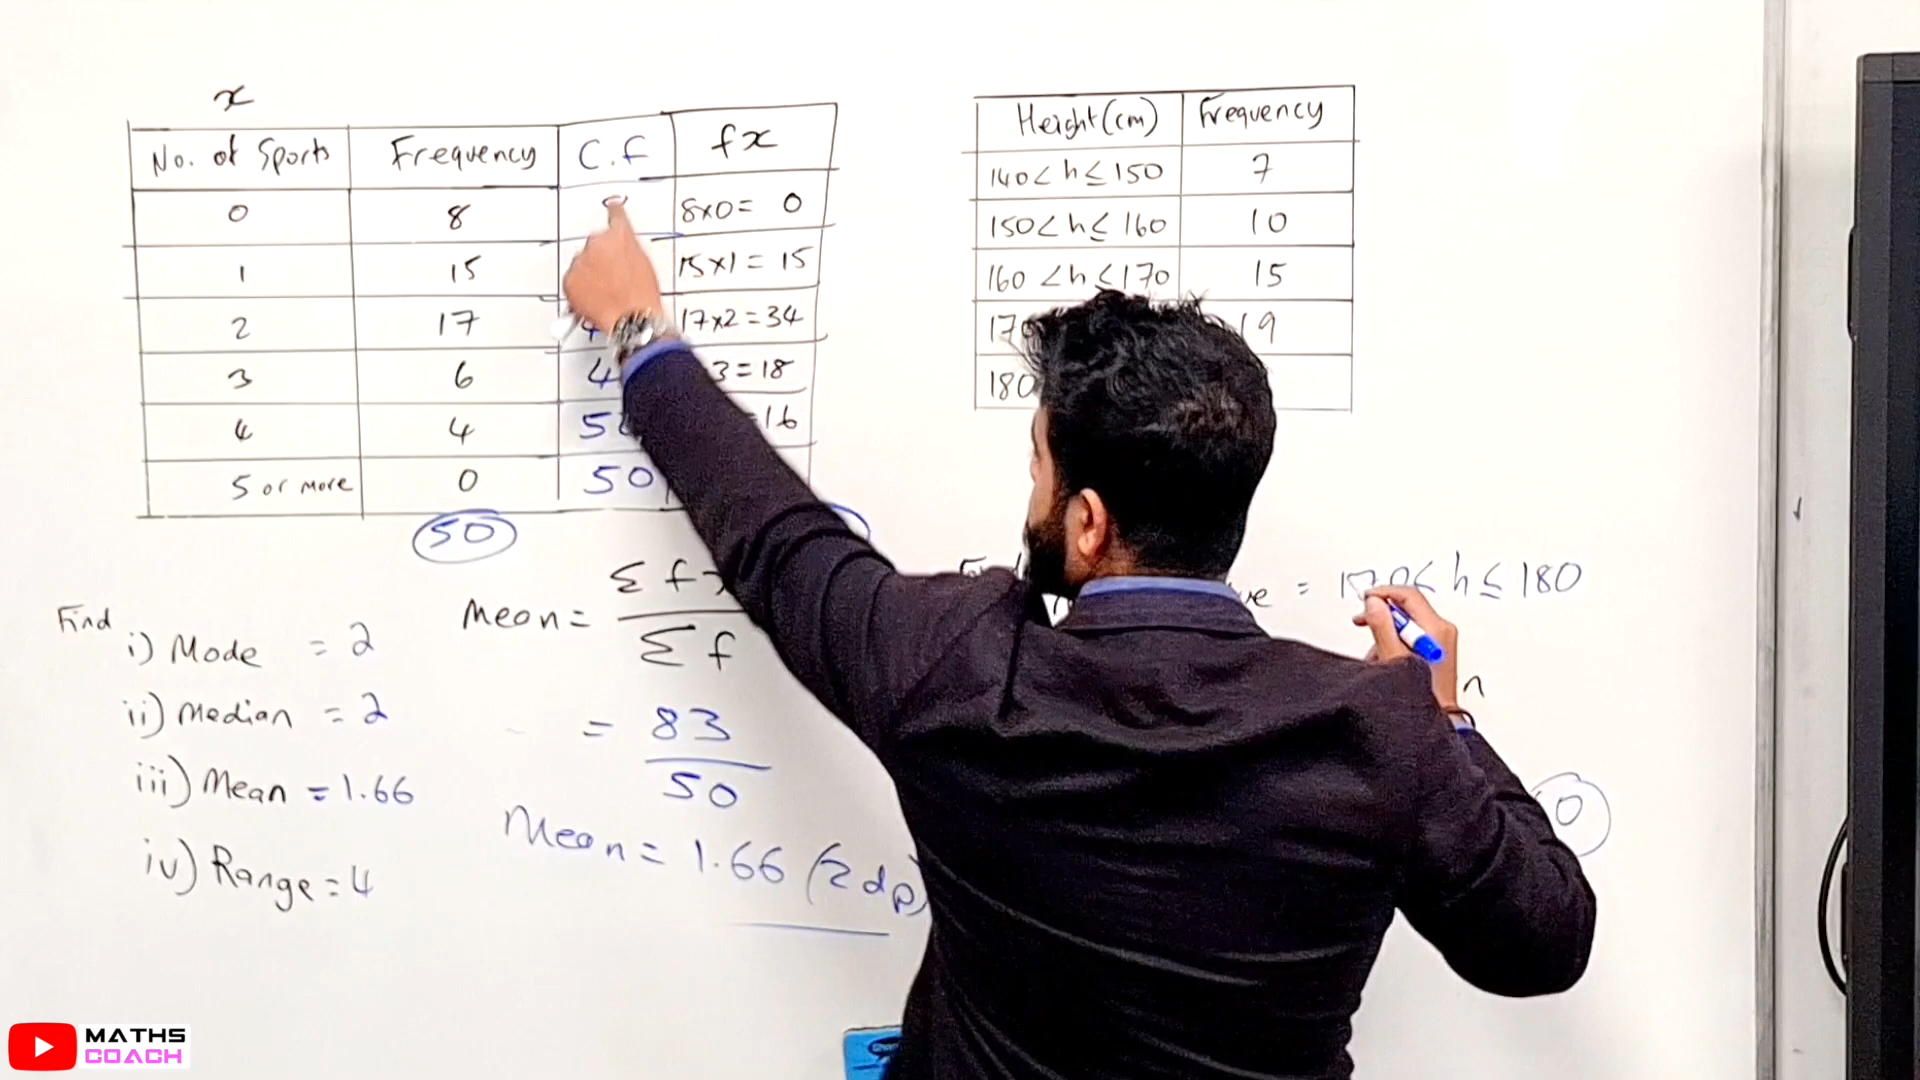 x
No. of Sports Frequency C.f fx
0 8 8×0= 0
1 15 15×1= 15
2 17 17×2=34
3 6 3=18
4 4 =16
5 or more 0 50
50
Find
i) Mode = 2
ii) Median = 2
iii) Mean = 1.66
iv) Range = 4
Mean = Σf
Σf
= 83
50
Mean = 1.66 (2dp)
Height(cm) Frequency
140<h≤150 7
150<h≤160 10
160<h≤170 15
19
180
= 170<h≤180
MATHS
COACH